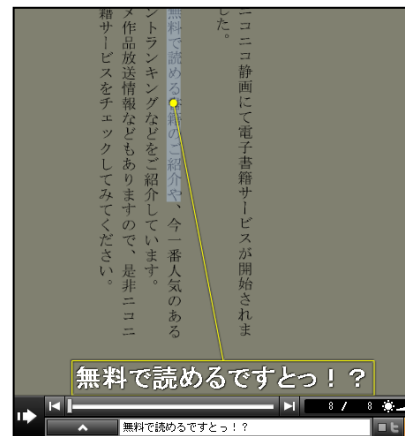 ニコニコ静画にて電子書籍サービスが開始されま
した。
無料で読める書籍のご紹介や、今一番人気のある
ントランキングなどをご紹介しています。
メ作品放送情報などもありますので、是非ニコニ
籍サービスをチェックしてみてください。
無料で読めるですとっ！？
8 / 8
無料で読めるですとっ！？